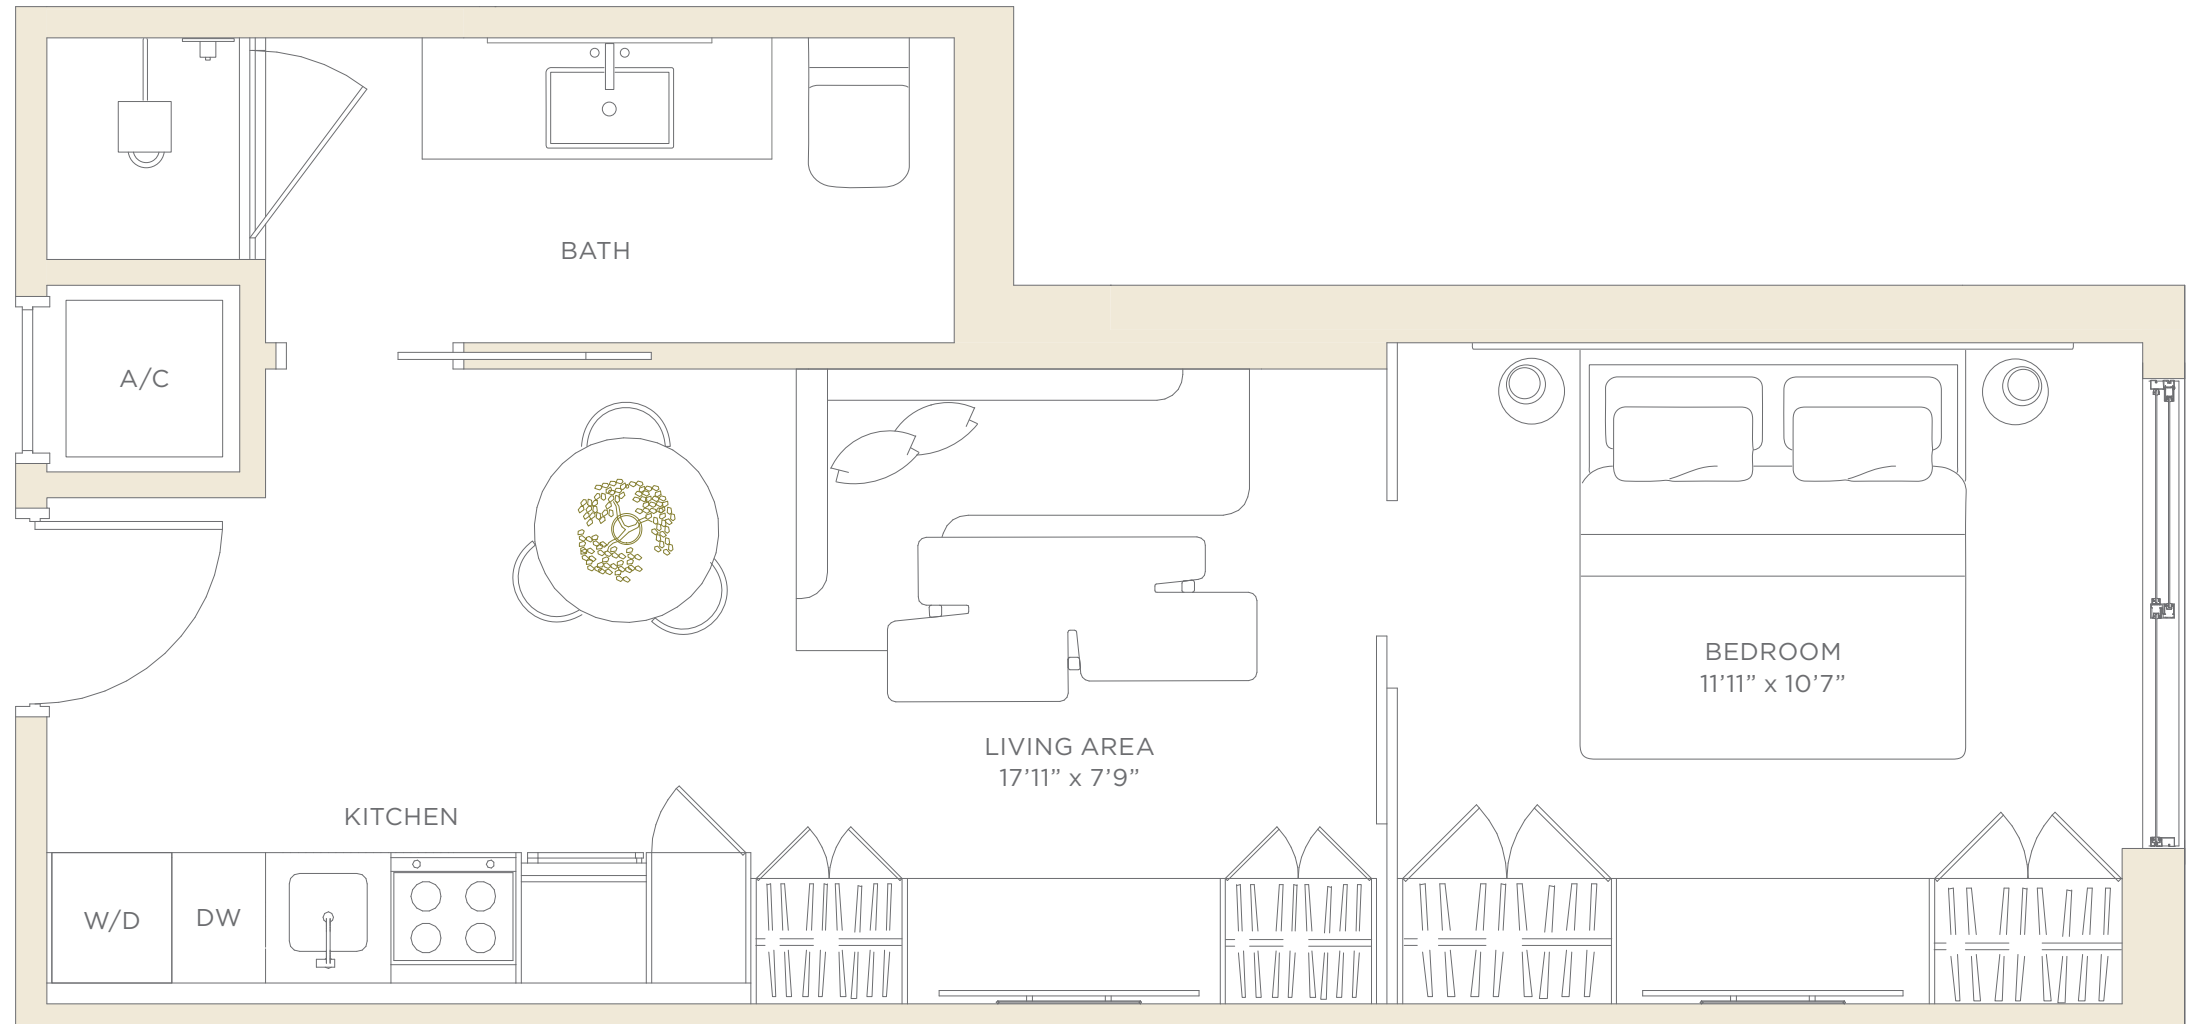 BATH
A/C
BEDROOM
11’11” x 10’7”
LIVING AREA
17’11” x 7’9”
KITCHEN
W/D
DW